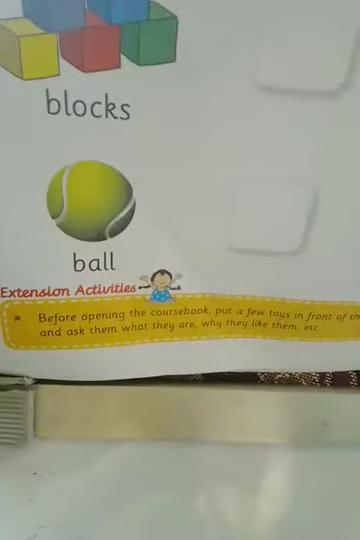 blocks
ball
Extension Activities
Before opening the coursebook, put a few toys in front of
and ask them what they are, why they like them, etc.